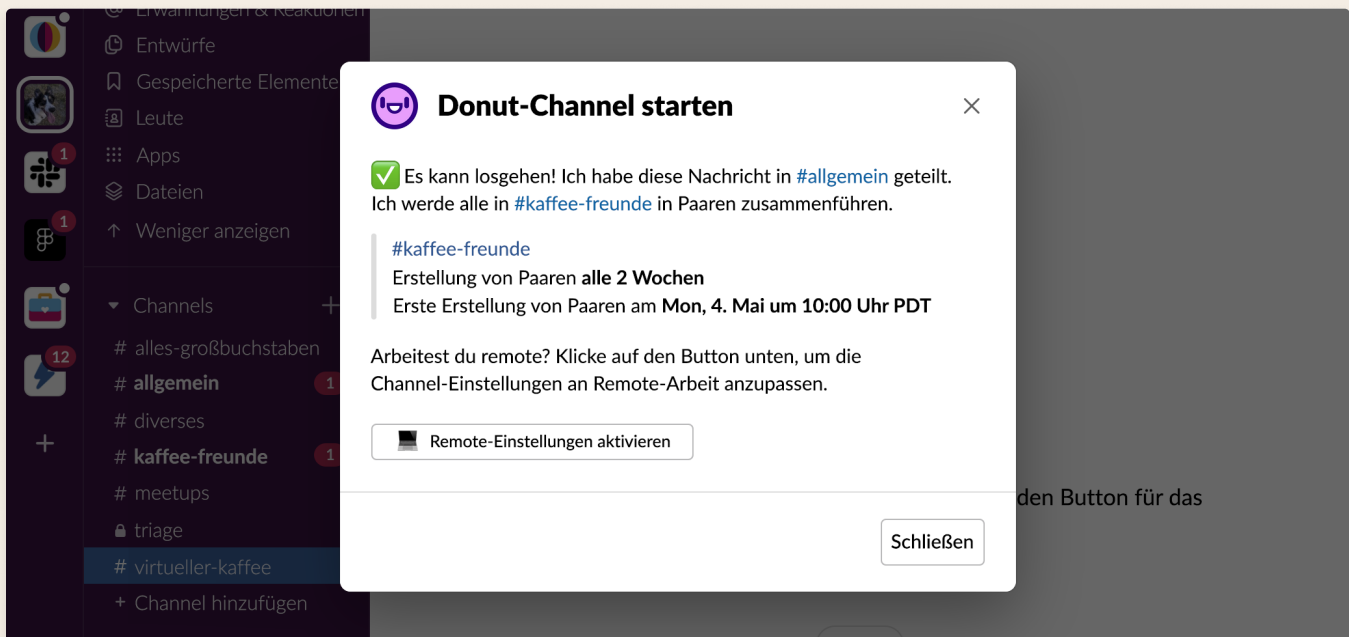 Erwähnungen & Reaktionen
Entwürfe
Gespeicherte Elemente
Leute
Apps
Dateien
Weniger anzeigen
Channels
# alles-großbuchstaben
# allgemein 1
# diverses
# kaffee-freunde 1
# meetups
triage
# virtueller-kaffee
+ Channel hinzufügen
1
1
12
Donut-Channel starten
Es kann losgehen! Ich habe diese Nachricht in #allgemein geteilt.
Ich werde alle in #kaffee-freunde in Paaren zusammenführen.
#kaffee-freunde
Erstellung von Paaren alle 2 Wochen
Erste Erstellung von Paaren am Mon, 4. Mai um 10:00 Uhr PDT
Arbeitest du remote? Klicke auf den Button unten, um die
Channel-Einstellungen an Remote-Arbeit anzupassen.
Remote-Einstellungen aktivieren
Schließen
den Button für das